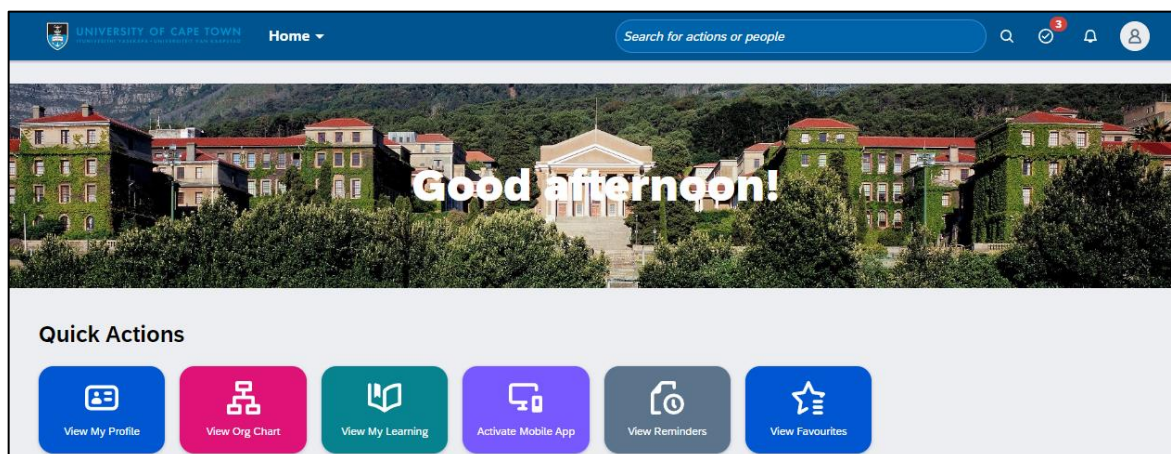 UNIVERSITY OF CAPE TOWN
Home
Search for actions or people
3
Good afternoon!
Quick Actions
View My Profile
View Org Chart
View My Learning
Activate Mobile App
View Reminders
View Favourites